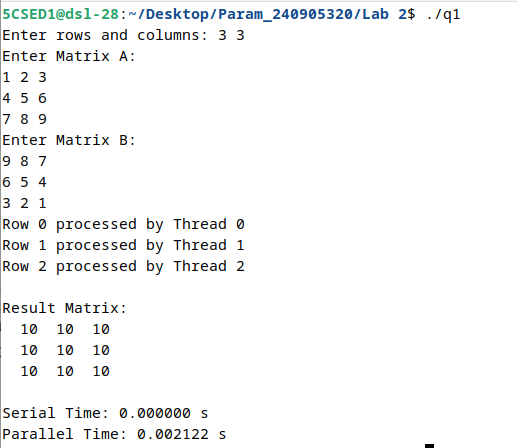 5CSED1@dsl-28:~/Desktop/Param_240905320/Lab 2$ ./q1
Enter rows and columns: 3 3
Enter Matrix A:
1 2 3
4 5 6
7 8 9
Enter Matrix B:
9 8 7
6 5 4
3 2 1
Row 0 processed by Thread 0
Row 1 processed by Thread 1
Row 2 processed by Thread 2

Result Matrix:
  10  10  10
  10  10  10
  10  10  10

Serial Time: 0.000000 s
Parallel Time: 0.002122 s